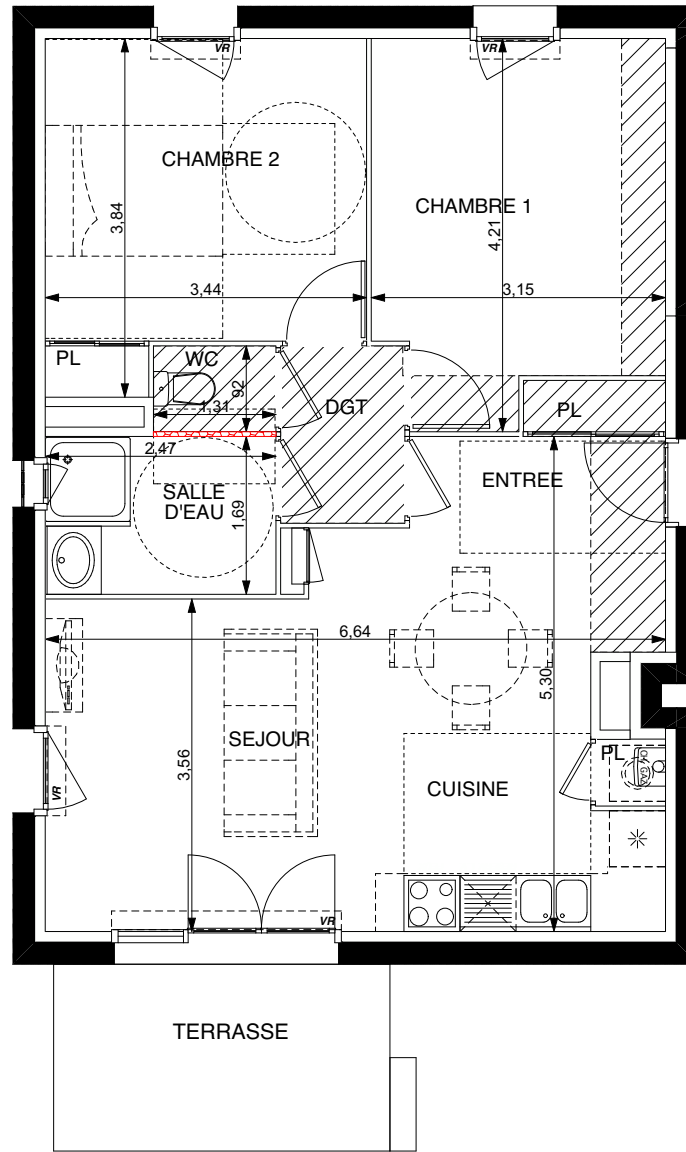 VR
VR
CHAMBRE 2
CHAMBRE 1
3,84
4,21
3,44
3,15
PL
WC
92
DGT
1,31
PL
2,47
ENTREE
SALLE
D'EAU
1,69
6,64
5,30
SEJOUR
3,56
PL
CH. GAZ
CUISINE
VR
VR
TERRASSE